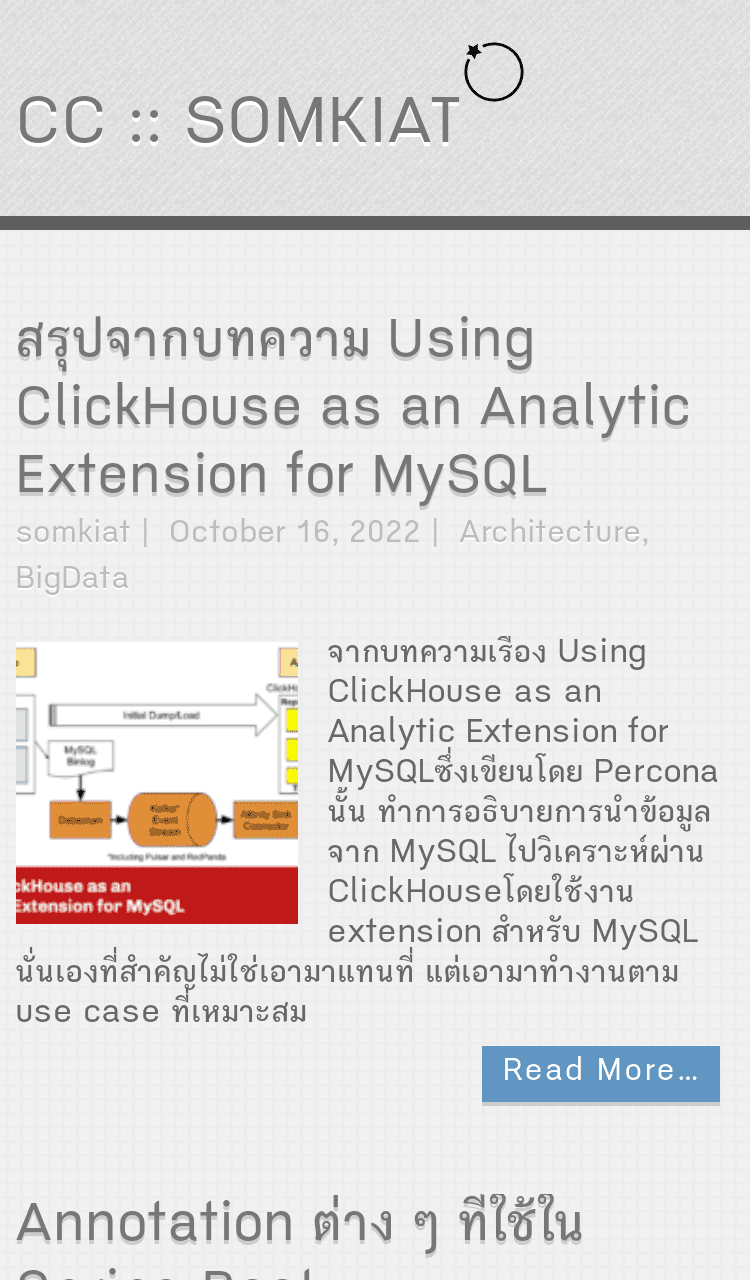 CC :: SOMKIAT
สรุปจากบทความ Using
ClickHouse as an Analytic
Extension for MySQL
somkiat | October 16, 2022 | Architecture,
BigData
จากบทความเรื่อง Using
ClickHouse as an
Analytic Extension for
MySQLซึ่งเขียนโดย Percona
นั้น ทำการอธิบายการนำข้อมูล
จาก MySQL ไปวิเคราะห์ผ่าน
ClickHouseโดยใช้งาน
extension สำหรับ MySQL
นั่นเองที่สำคัญไม่ใช่เอามาแทนที่ แต่เอามาทำงานตาม
use case ที่เหมาะสม
Initial Dump/Load
MySQL
Binlog
Debezium
Event
Stream
*Including Pulsar and RedPanda
ckHouse as an
Extension for MySQL
Read More…
Annotation ต่าง ๆ ที่ใช้ใน